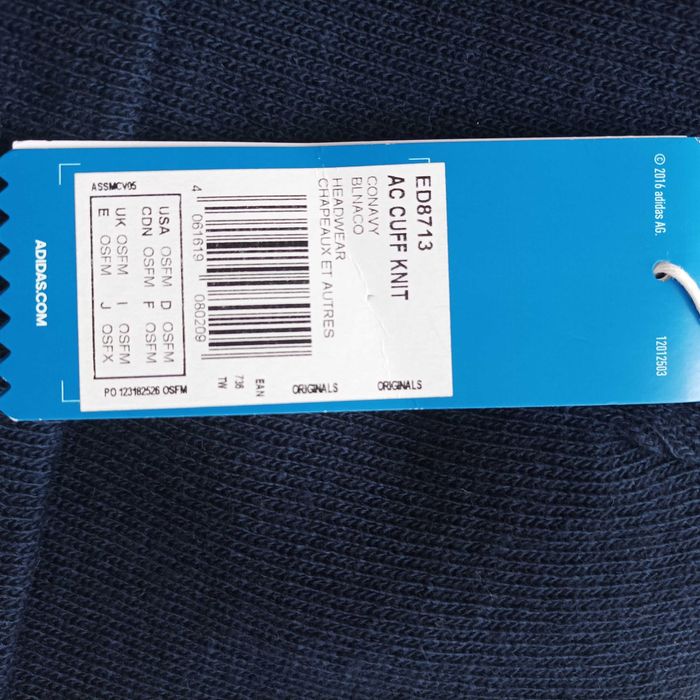 © 2016 adidas AG.
12012503
ED8713
AC CUFF KNIT
CONAVY
BLNACO
HEADWEAR
CHAPEAUX ET AUTRES
ORIGINALS
ORIGINALS
4 061619 080209
EAN
736
TW
ASSMCV05
USA OSFM D OSFM
CDN OSFM F OSFM
UK OSFM I OSFM
E OSFM J OSFX
PO 123182526 OSFM
ADIDAS.COM